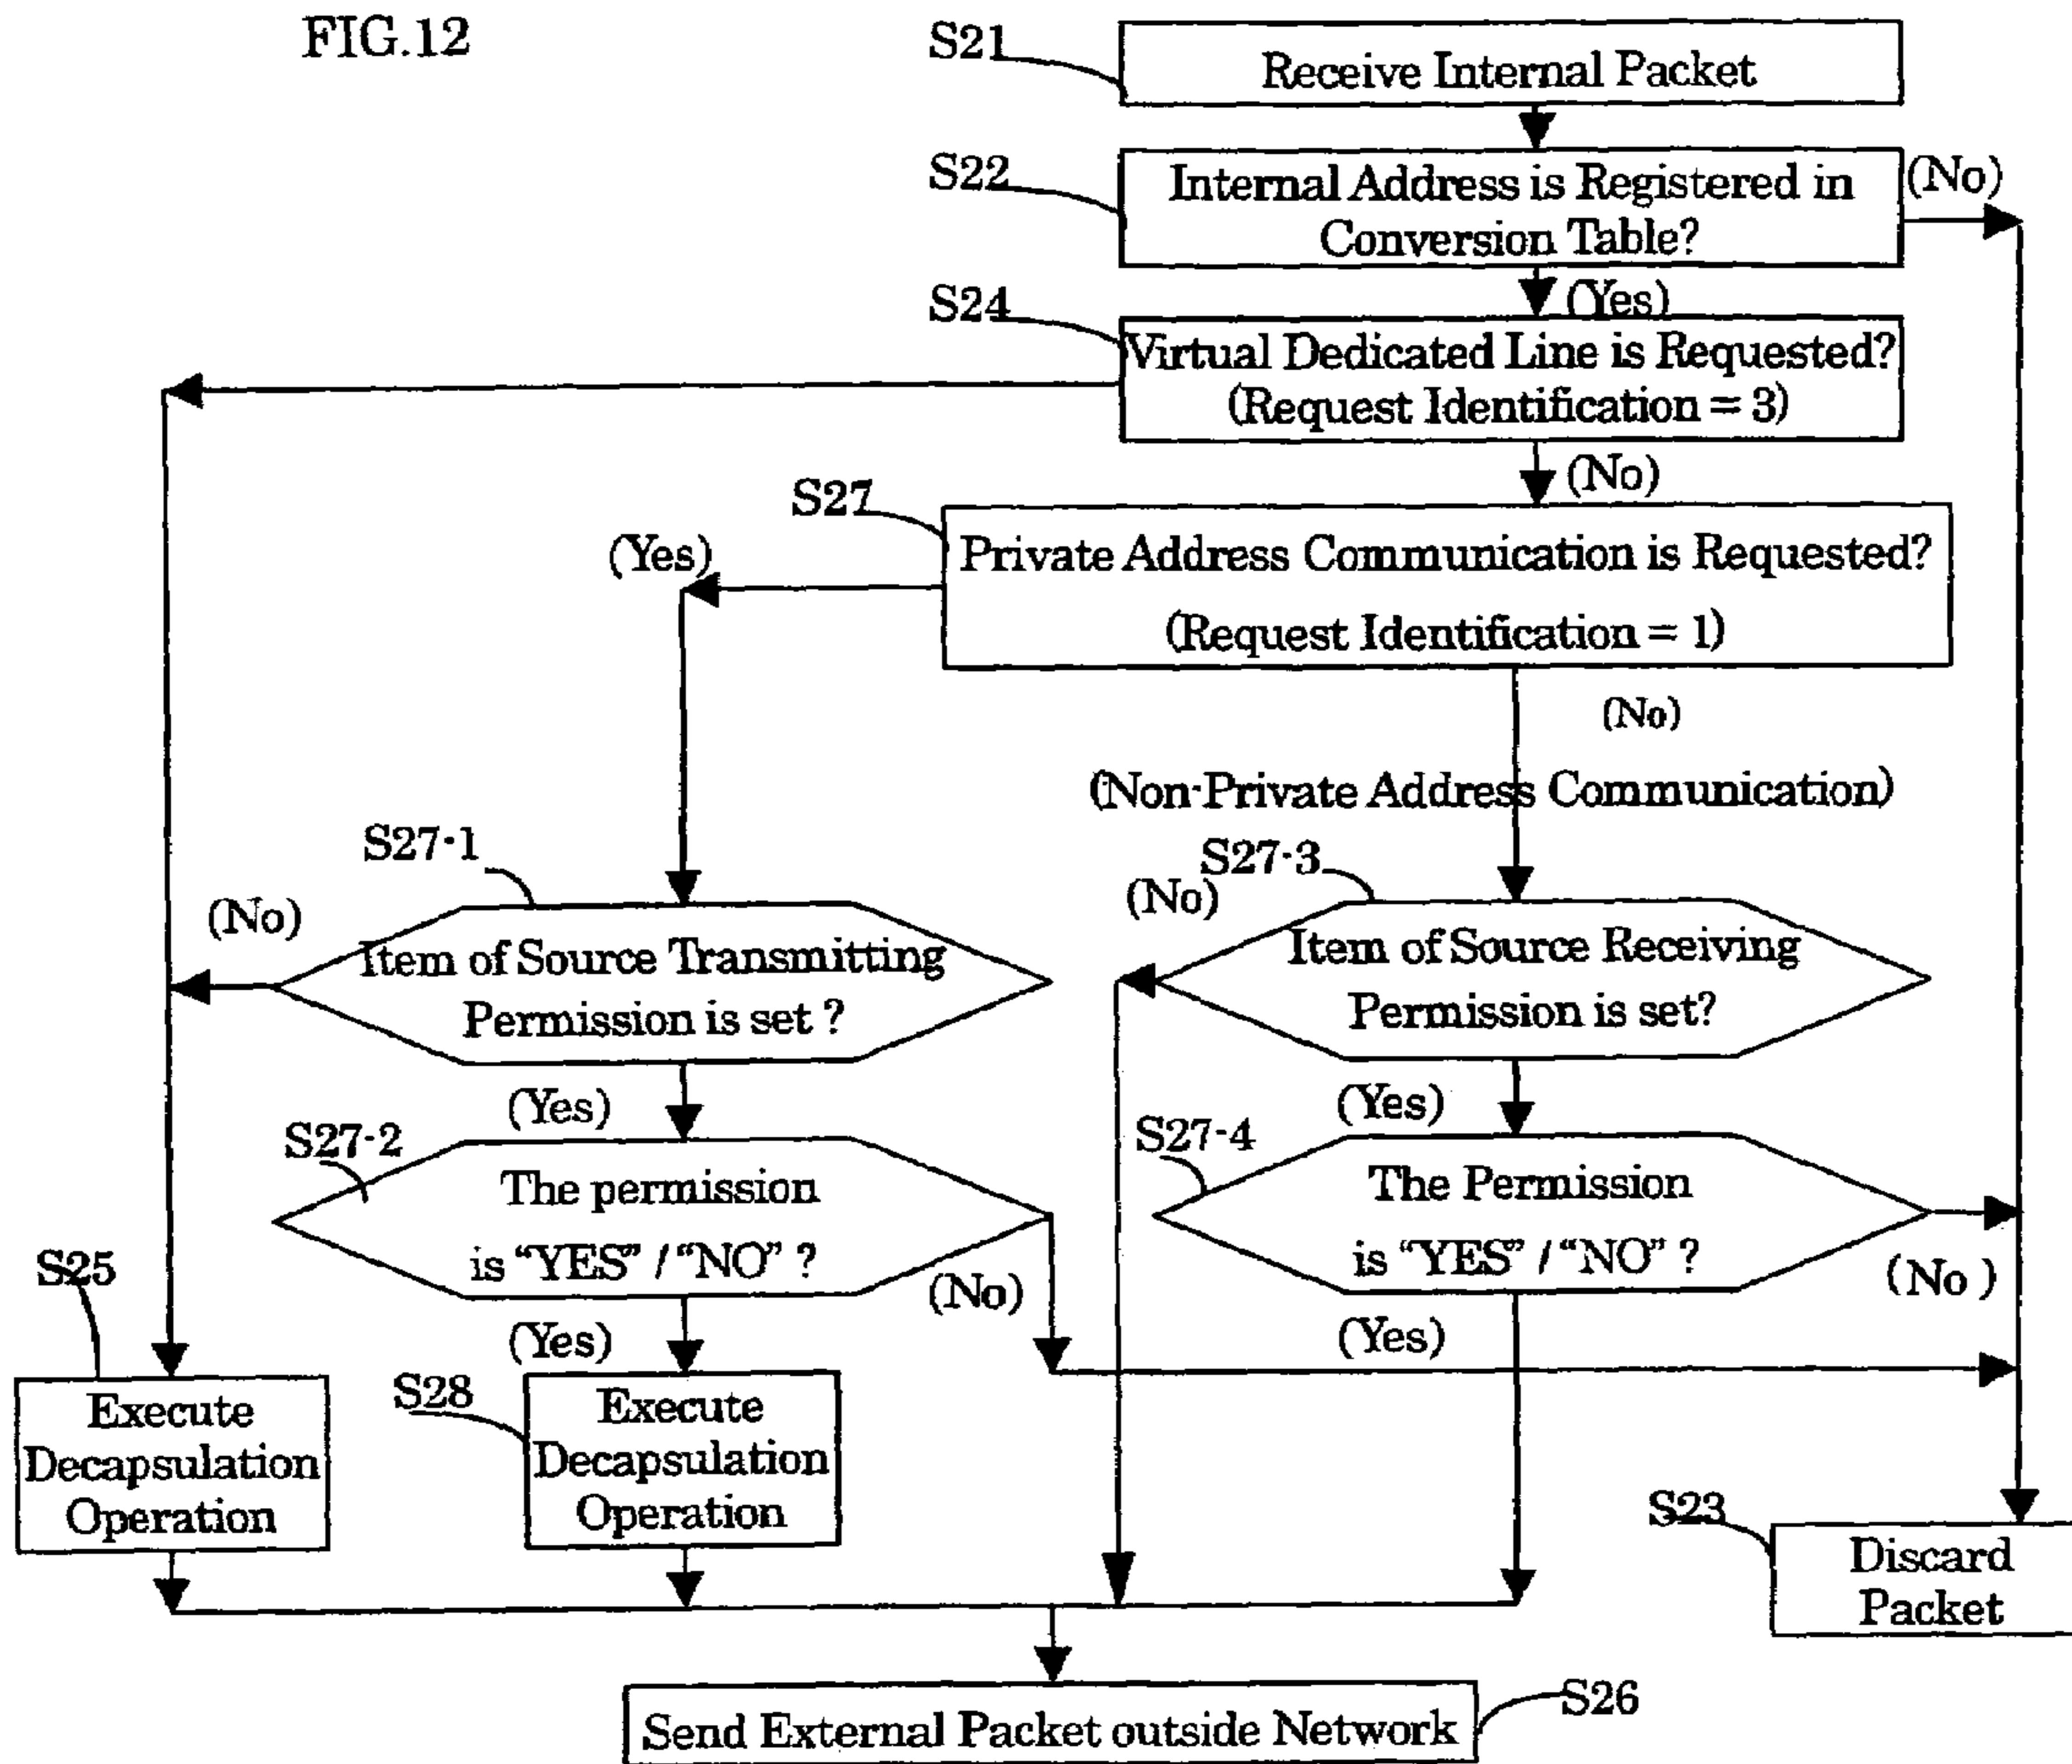 FIG.12
S21
Receive Internal Packet
S22
Internal Address is Registered in
Conversion Table?
(No)
(Yes)
S24
Virtual Dedicated Line is Requested?
(Request Identification = 3)
(No)
S27
(Yes)
Private Address Communication is Requested?
(Request Identification = 1)
(No)
(Non-Private Address Communication)
S27-1
(No)
Item of Source Transmitting
Permission is set ?
S27-3
(No)
Item of Source Receiving
Permission is set?
(Yes)
(Yes)
S27-2
The permission
is “YES” / “NO” ?
(No)
(Yes)
S27-4
The Permission
is “YES” / “NO” ?
(No )
(Yes)
S25
Execute
Decapsulation
Operation
S28
Execute
Decapsulation
Operation
S23
Discard
Packet
Send External Packet outside Network
S26